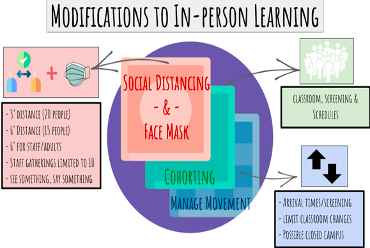 Modifications to In-person Learning
Social Distancing
- & -
Face Mask
Cohorting
Manage Movement
- 3' distance (20 people)
- 6' Distance (15 people)
- 6' for staff/adults
- Staff gatherings limited to 10
- see something, say something
classroom, screening &
Schedules
- Arrival times/screening
- limit classroom changes
- Possible closed campus